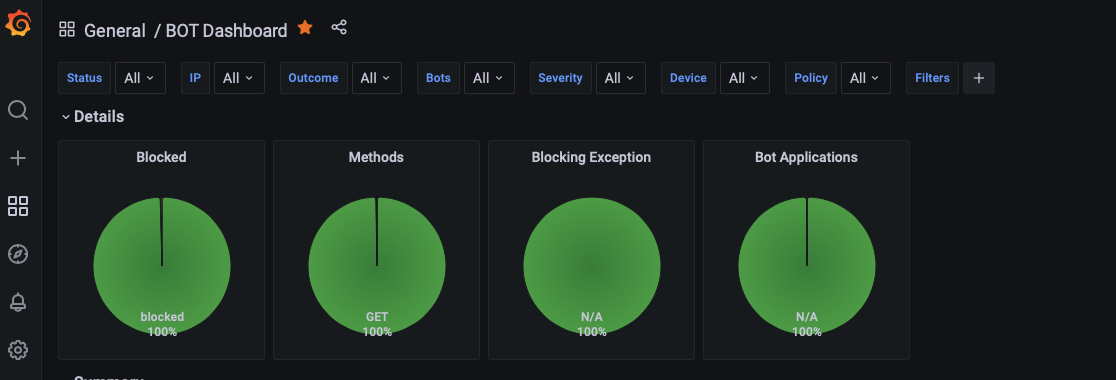 General / BOT Dashboard
Status All IP All Outcome All Bots All Severity All Device All Policy All Filters +
Details
Blocked Methods Blocking Exception Bot Applications
blocked GET N/A N/A
100% 100% 100% 100%
Summary